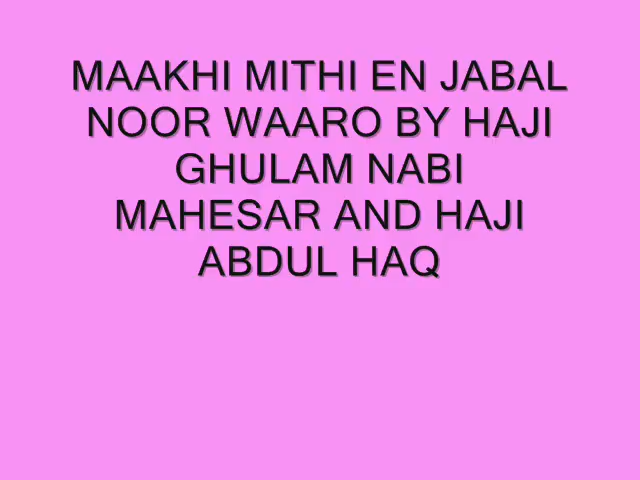 MAAKHI MITHI EN JABAL
NOOR WAARO BY HAJI
GHULAM NABI
MAHESAR AND HAJI
ABDUL HAQ